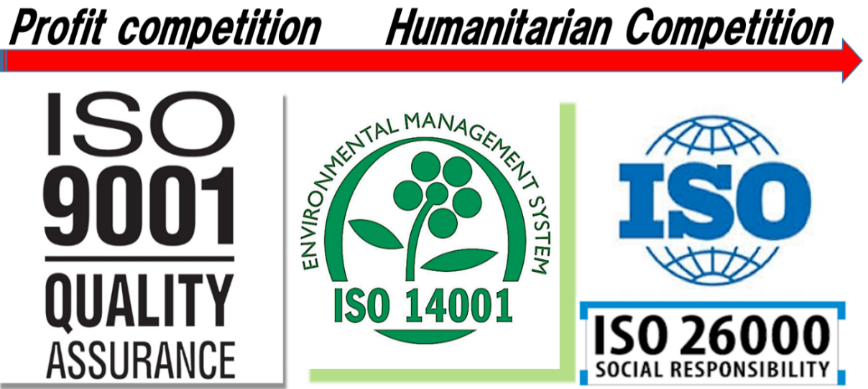 Profit competition
Humanitarian Competition
ISO
9001
QUALITY
ASSURANCE
ENVIRONMENTAL MANAGEMENT SYSTEM
ISO 14001
ISO
ISO 26000
SOCIAL RESPONSIBILITY